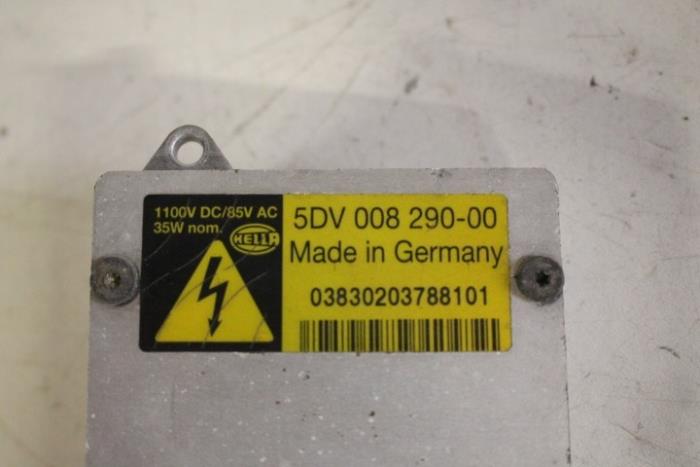 1100V DC/85V AC
35W nom.
HELLA
5DV 008 290-00
Made in Germany
03830203788101